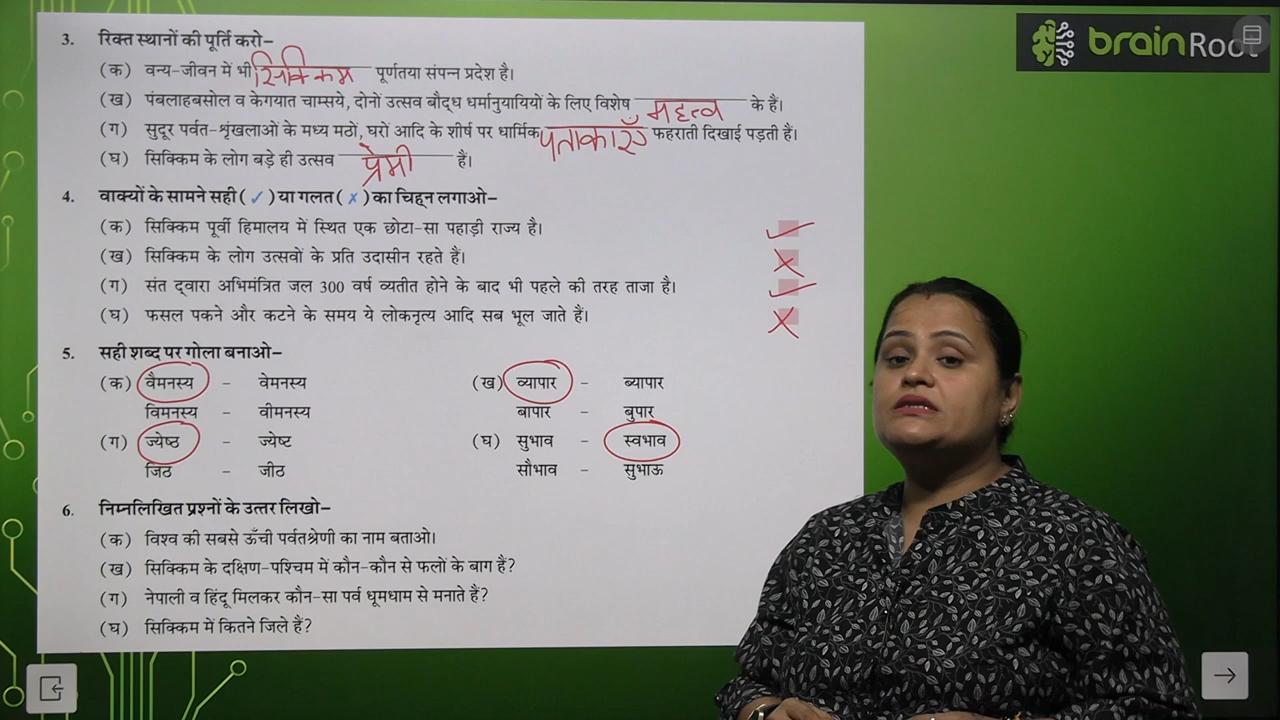 brainRoot
3. रिक्त स्थानों की पूर्ति करो–
(क) वन्य-जीवन में भी सिक्किम पूर्णतया संपन्न प्रदेश है।
(ख) पंबलाहबसोल व केगयात चाम्सये, दोनों उत्सव बौद्ध धर्मानुयायियों के लिए विशेष महत्व के हैं।
(ग) सुदूर पर्वत-शृंखलाओं के मध्य मठों, घरों आदि के शीर्ष पर धार्मिक पताकाएँ फहराती दिखाई पड़ती हैं।
(घ) सिक्किम के लोग बड़े ही उत्सव प्रेमी हैं।
4. वाक्यों के सामने सही ( ✓ ) या गलत ( ✗ ) का चिह्न लगाओ–
(क) सिक्किम पूर्वी हिमालय में स्थित एक छोटा-सा पहाड़ी राज्य है। ✓
(ख) सिक्किम के लोग उत्सवों के प्रति उदासीन रहते हैं। ✗
(ग) संत द्वारा अभिमंत्रित जल 300 वर्ष व्यतीत होने के बाद भी पहले की तरह ताजा है। ✓
(घ) फसल पकने और कटने के समय ये लोकनृत्य आदि सब भूल जाते हैं। ✗
5. सही शब्द पर गोला बनाओ–
(क) वैमनस्य – वेमनस्य (ख) व्यापार – ब्यापार
विमनस्य – वीमनस्य बापार – बुपार
(ग) ज्येष्ठ – ज्येष्ट (घ) सुभाव – स्वभाव
जिठ – जीठ सौभाव – सुभाऊ
6. निम्नलिखित प्रश्नों के उत्तर लिखो–
(क) विश्व की सबसे ऊँची पर्वतश्रेणी का नाम बताओ।
(ख) सिक्किम के दक्षिण-पश्चिम में कौन-कौन से फलों के बाग हैं?
(ग) नेपाली व हिंदू मिलकर कौन-सा पर्व धूमधाम से मनाते हैं?
(घ) सिक्किम में कितने जिले हैं?